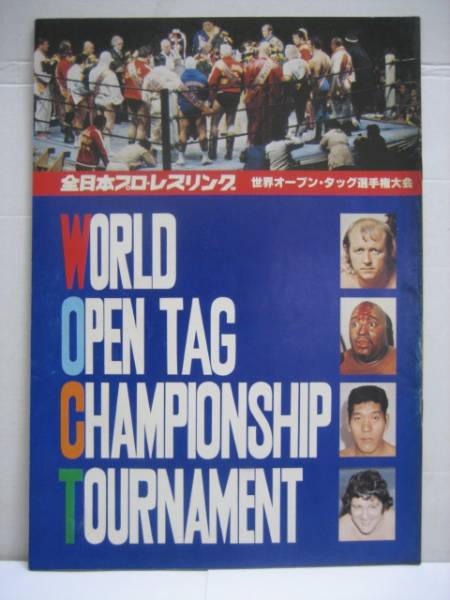 全日本プロ・レスリング 世界オープン・タッグ選手権大会
WORLD
OPEN TAG
CHAMPIONSHIP
TOURNAMENT